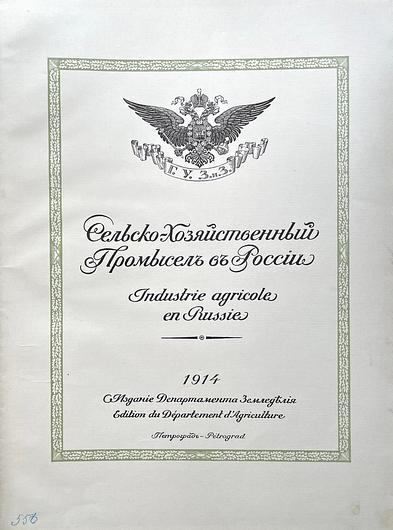 Г. У. З. и З.
Сельско-Хозяйственный
Промыселъ въ Россіи
Industrie agricole
en Russie
1914
Изданіе Департамента Земледѣлія
Edition du Département d'Agriculture
Петроградъ – Petrograd
556